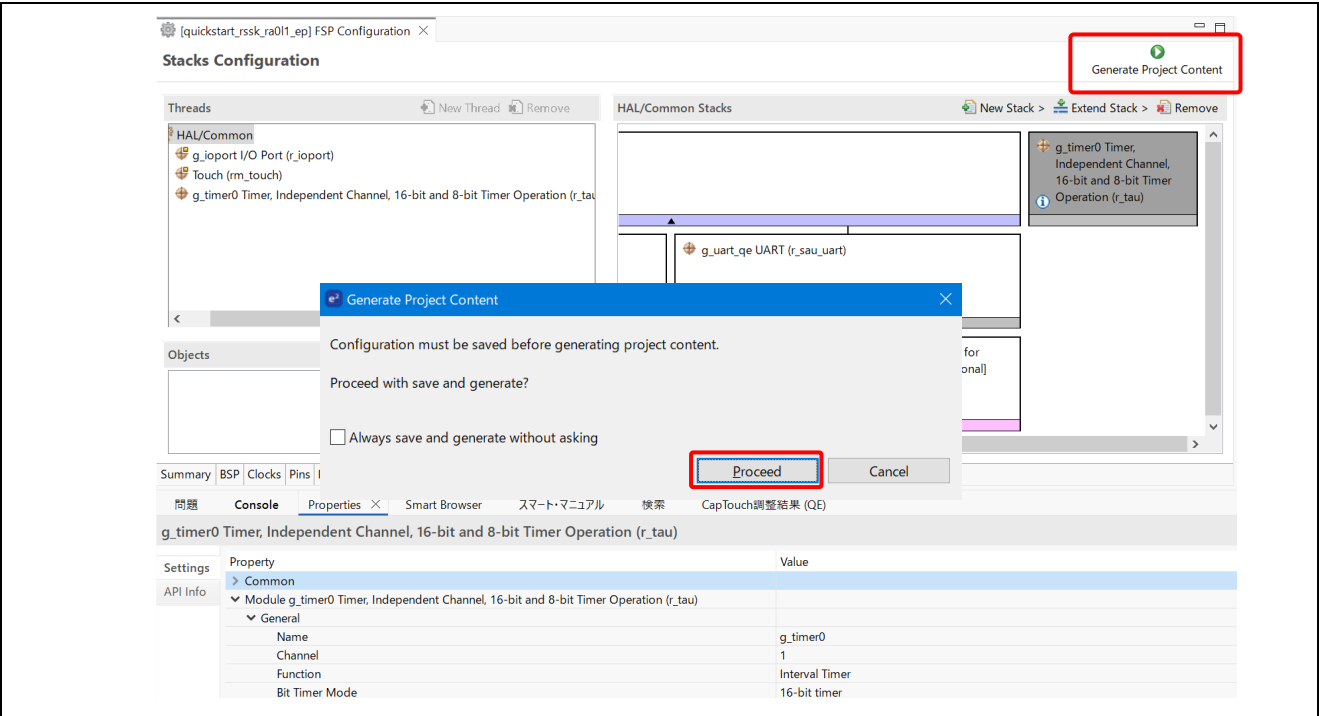 [quickstart_rssk_ra0l1_ep] FSP Configuration
Stacks Configuration
Generate Project Content
Threads
New Thread
Remove
HAL/Common Stacks
New Stack >
Extend Stack >
Remove
HAL/Common
g_ioport I/O Port (r_ioport)
Touch (rm_touch)
g_timer0 Timer, Independent Channel, 16-bit and 8-bit Timer Operation (r_tau
g_timer0 Timer,
Independent Channel,
16-bit and 8-bit Timer
Operation (r_tau)
g_uart_qe UART (r_sau_uart)
Generate Project Content
Configuration must be saved before generating project content.
Proceed with save and generate?
Always save and generate without asking
Proceed
Cancel
Objects
for
onal]
Summary
BSP
Clocks
Pins
問題
Console
Properties
Smart Browser
スマート・マニュアル
検索
CapTouch調整結果 (QE)
g_timer0 Timer, Independent Channel, 16-bit and 8-bit Timer Operation (r_tau)
Settings
API Info
Property
Value
Common
Module g_timer0 Timer, Independent Channel, 16-bit and 8-bit Timer Operation (r_tau)
General
Name
g_timer0
Channel
1
Function
Interval Timer
Bit Timer Mode
16-bit timer